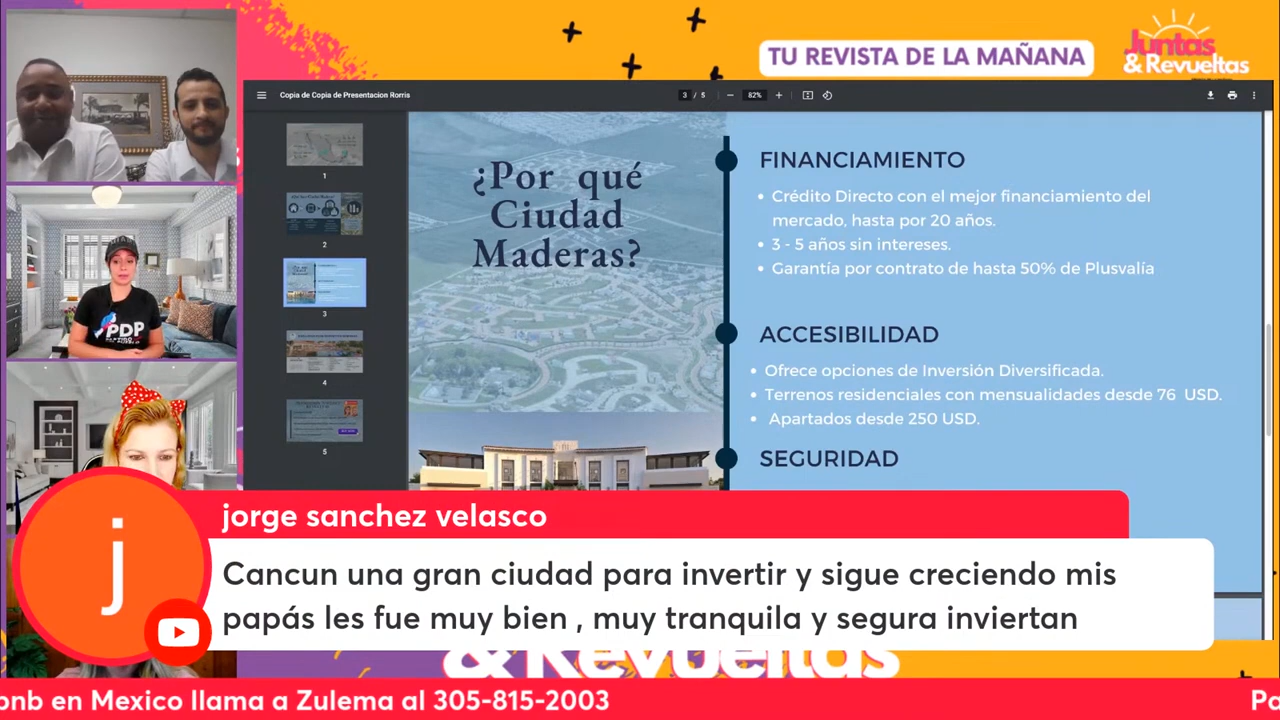 TU REVISTA DE LA MAÑANA
Juntas
& Revueltas
Copia de Copia de Presentacion Rorris
3 / 5
82%
1
2
3
4
5
¿Por qué
Ciudad
Maderas?
FINANCIAMIENTO
Crédito Directo con el mejor financiamiento del
mercado, hasta por 20 años.
3 - 5 años sin intereses.
Garantía por contrato de hasta 50% de Plusvalía
ACCESIBILIDAD
Ofrece opciones de Inversión Diversificada.
Terrenos residenciales con mensualidades desde 76 USD.
Apartados desde 250 USD.
SEGURIDAD
PDP
j
jorge sanchez velasco
Cancun una gran ciudad para invertir y sigue creciendo mis
papás les fue muy bien , muy tranquila y segura inviertan
& Revueltas
bnb en Mexico llama a Zulema al 305-815-2003
Pa